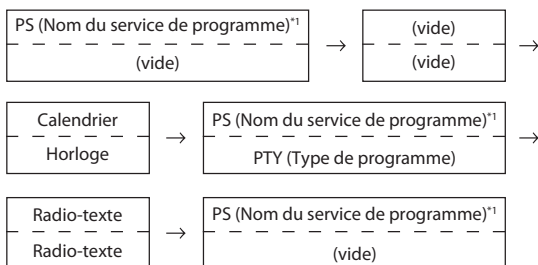 PS (Nom du service de programme)*1
(vide)
→
(vide)
(vide)
→
Calendrier
Horloge
→
PS (Nom du service de programme)*1
PTY (Type de programme)
→
Radio-texte
Radio-texte
→
PS (Nom du service de programme)*1
(vide)